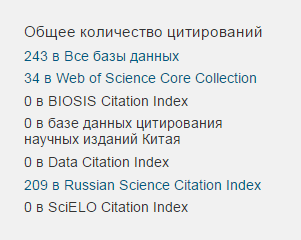 Общее количество цитирований
243 в Все базы данных
34 в Web of Science Core Collection
0 в BIOSIS Citation Index
0 в базе данных цитирования
научных изданий Китая
0 в Data Citation Index
209 в Russian Science Citation Index
0 в SciELO Citation Index